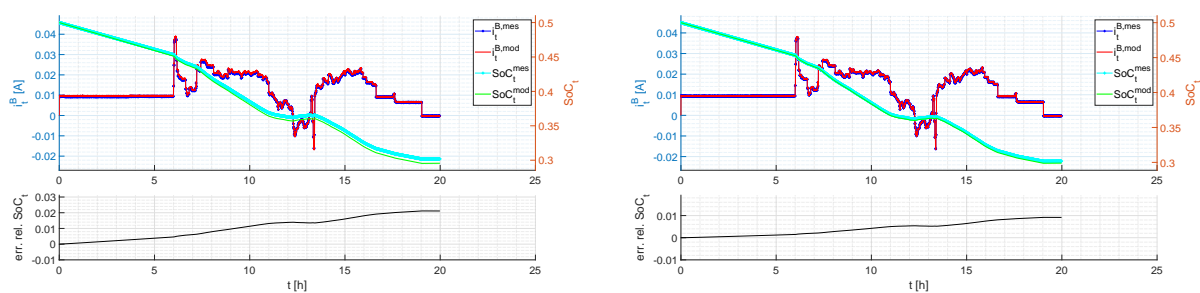 0.04
0.03
0.02
0.01
0
-0.01
-0.02
i_t^B [A]
0.5
0.45
0.4
0.35
0.3
SoC_t
i_t^B,mes
i_t^B,mod
SoC_t^mes
SoC_t^mod
0 5 10 15 20 25
0.03
0.02
0.01
0
-0.01
err. rel. SoC_t
0 5 10 15 20 25
t [h]
0.04
0.03
0.02
0.01
0
-0.01
-0.02
i_t^B [A]
0.5
0.45
0.4
0.35
0.3
SoC_t
i_t^B,mes
i_t^B,mod
SoC_t^mes
SoC_t^mod
0 5 10 15 20 25
0.01
0
-0.01
err. rel. SoC_t
0 5 10 15 20 25
t [h]